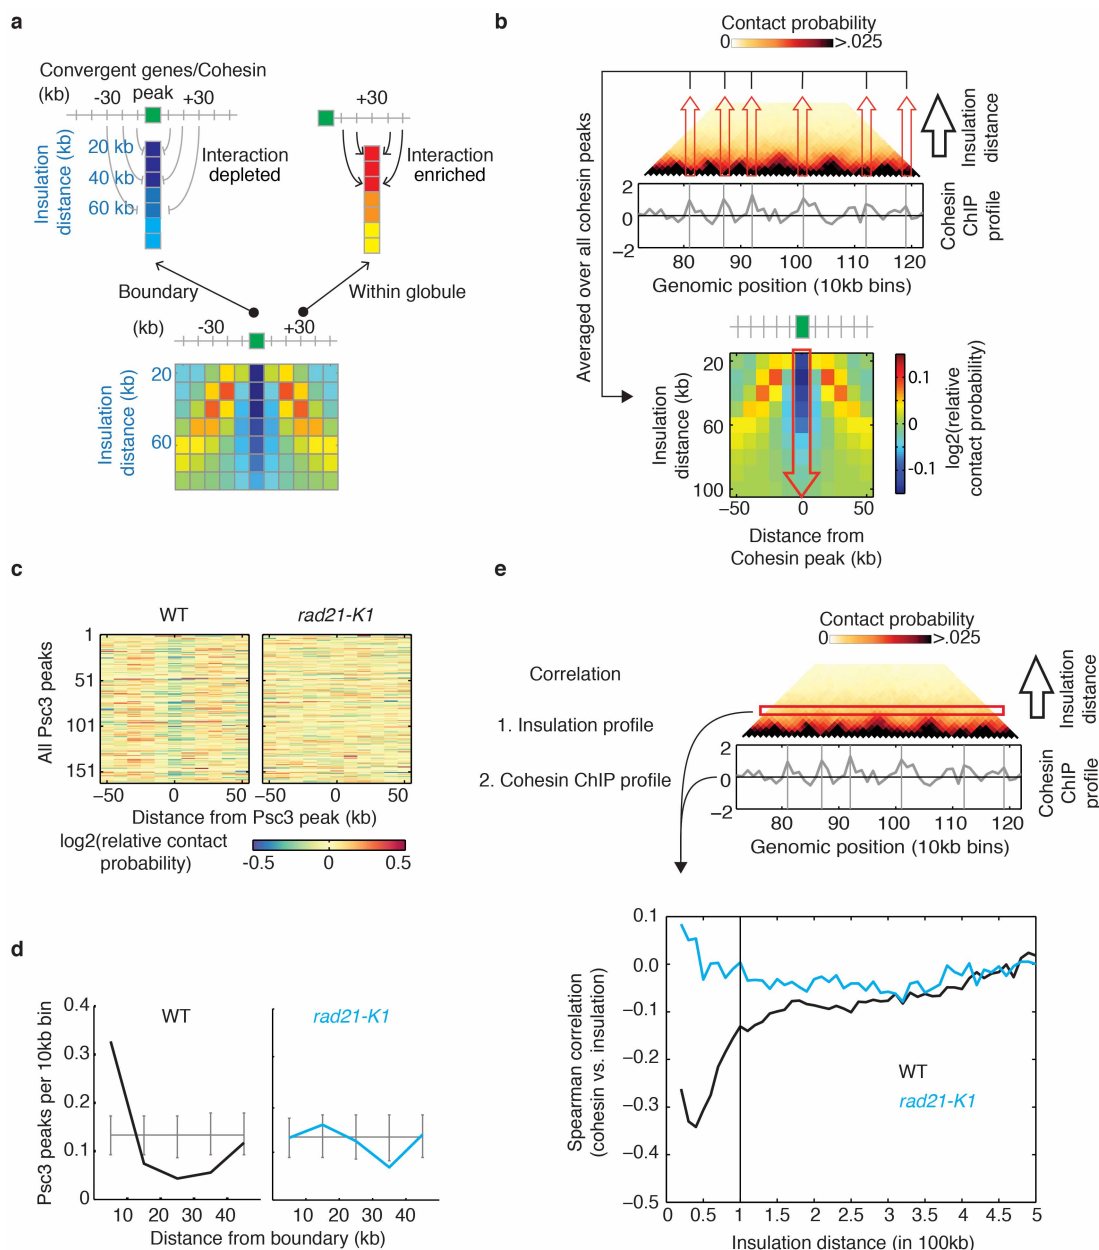 a
Convergent genes/Cohesin
peak
(kb)
-30
+30
+30
Insulation
distance (kb)
20 kb
40 kb
60 kb
Interaction
depleted
Interaction
enriched
Boundary
Within globule
(kb)
-30
+30
Insulation
distance (kb)
20
60
b
Contact probability
0
>.025
Averaged over all cohesin peaks
Insulation
distance
2
0
−2
Cohesin
ChIP
profile
80
90
100
110
120
Genomic position (10kb bins)
Insulation
distance (kb)
20
60
100
−50
0
50
Distance from
Cohesin peak (kb)
0.1
0
-0.1
log2(relative
contact probability)
c
WT
rad21-K1
All Psc3 peaks
1
51
101
151
−50
0
50
−50
0
50
Distance from Psc3 peak (kb)
log2(relative contact
probability)
-0.5
0
0.5
d
Psc3 peaks per 10kb bin
0.4
0.3
0.2
0.1
0
WT
rad21-K1
10
20
30
40
10
20
30
40
Distance from boundary (kb)
e
Contact probability
0
>.025
Correlation
1. Insulation profile
2. Cohesin ChIP profile
Insulation
distance
2
0
−2
Cohesin
ChIP
profile
80
90
100
110
120
Genomic position (10kb bins)
Spearman correlation
(cohesin vs. insulation)
0.1
0.0
−0.1
−0.2
−0.3
−0.4
−0.5
WT
rad21-K1
0
0.5
1
1.5
2
2.5
3
3.5
4
4.5
5
Insulation distance (in 100kb)